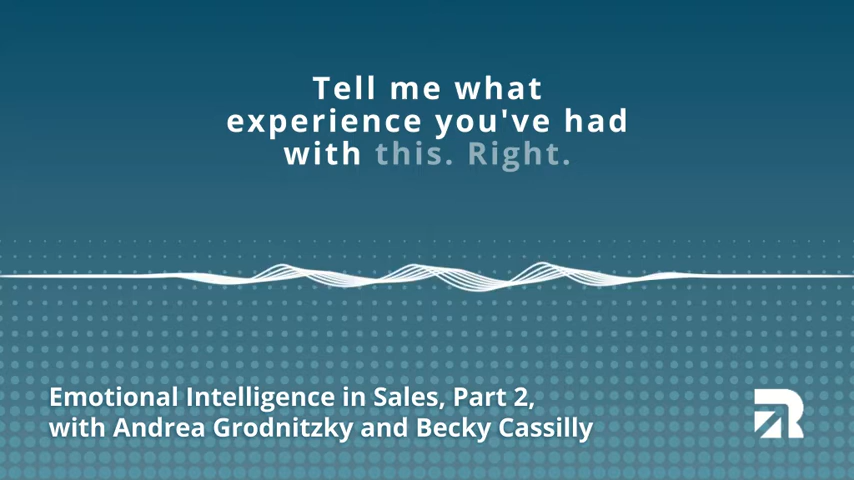 Tell me what
experience you've had
with this. Right.
Emotional Intelligence in Sales, Part 2,
with Andrea Grodnitzky and Becky Cassilly